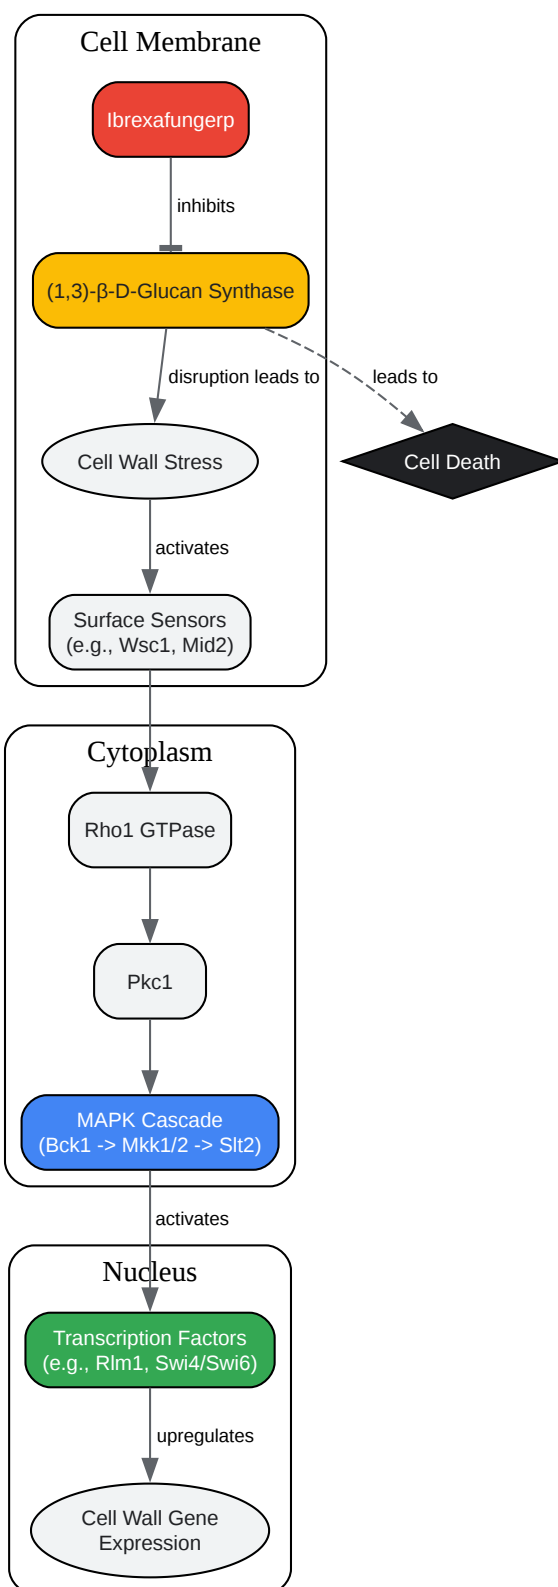 Cell Membrane
Ibrexafungerp
inhibits
(1,3)-β-D-Glucan Synthase
disruption leads to
leads to
Cell Wall Stress
Cell Death
activates
Surface Sensors
(e.g., Wsc1, Mid2)
Cytoplasm
Rho1 GTPase
Pkc1
MAPK Cascade
(Bck1 -> Mkk1/2 -> Slt2)
activates
Nucleus
Transcription Factors
(e.g., Rlm1, Swi4/Swi6)
upregulates
Cell Wall Gene
Expression